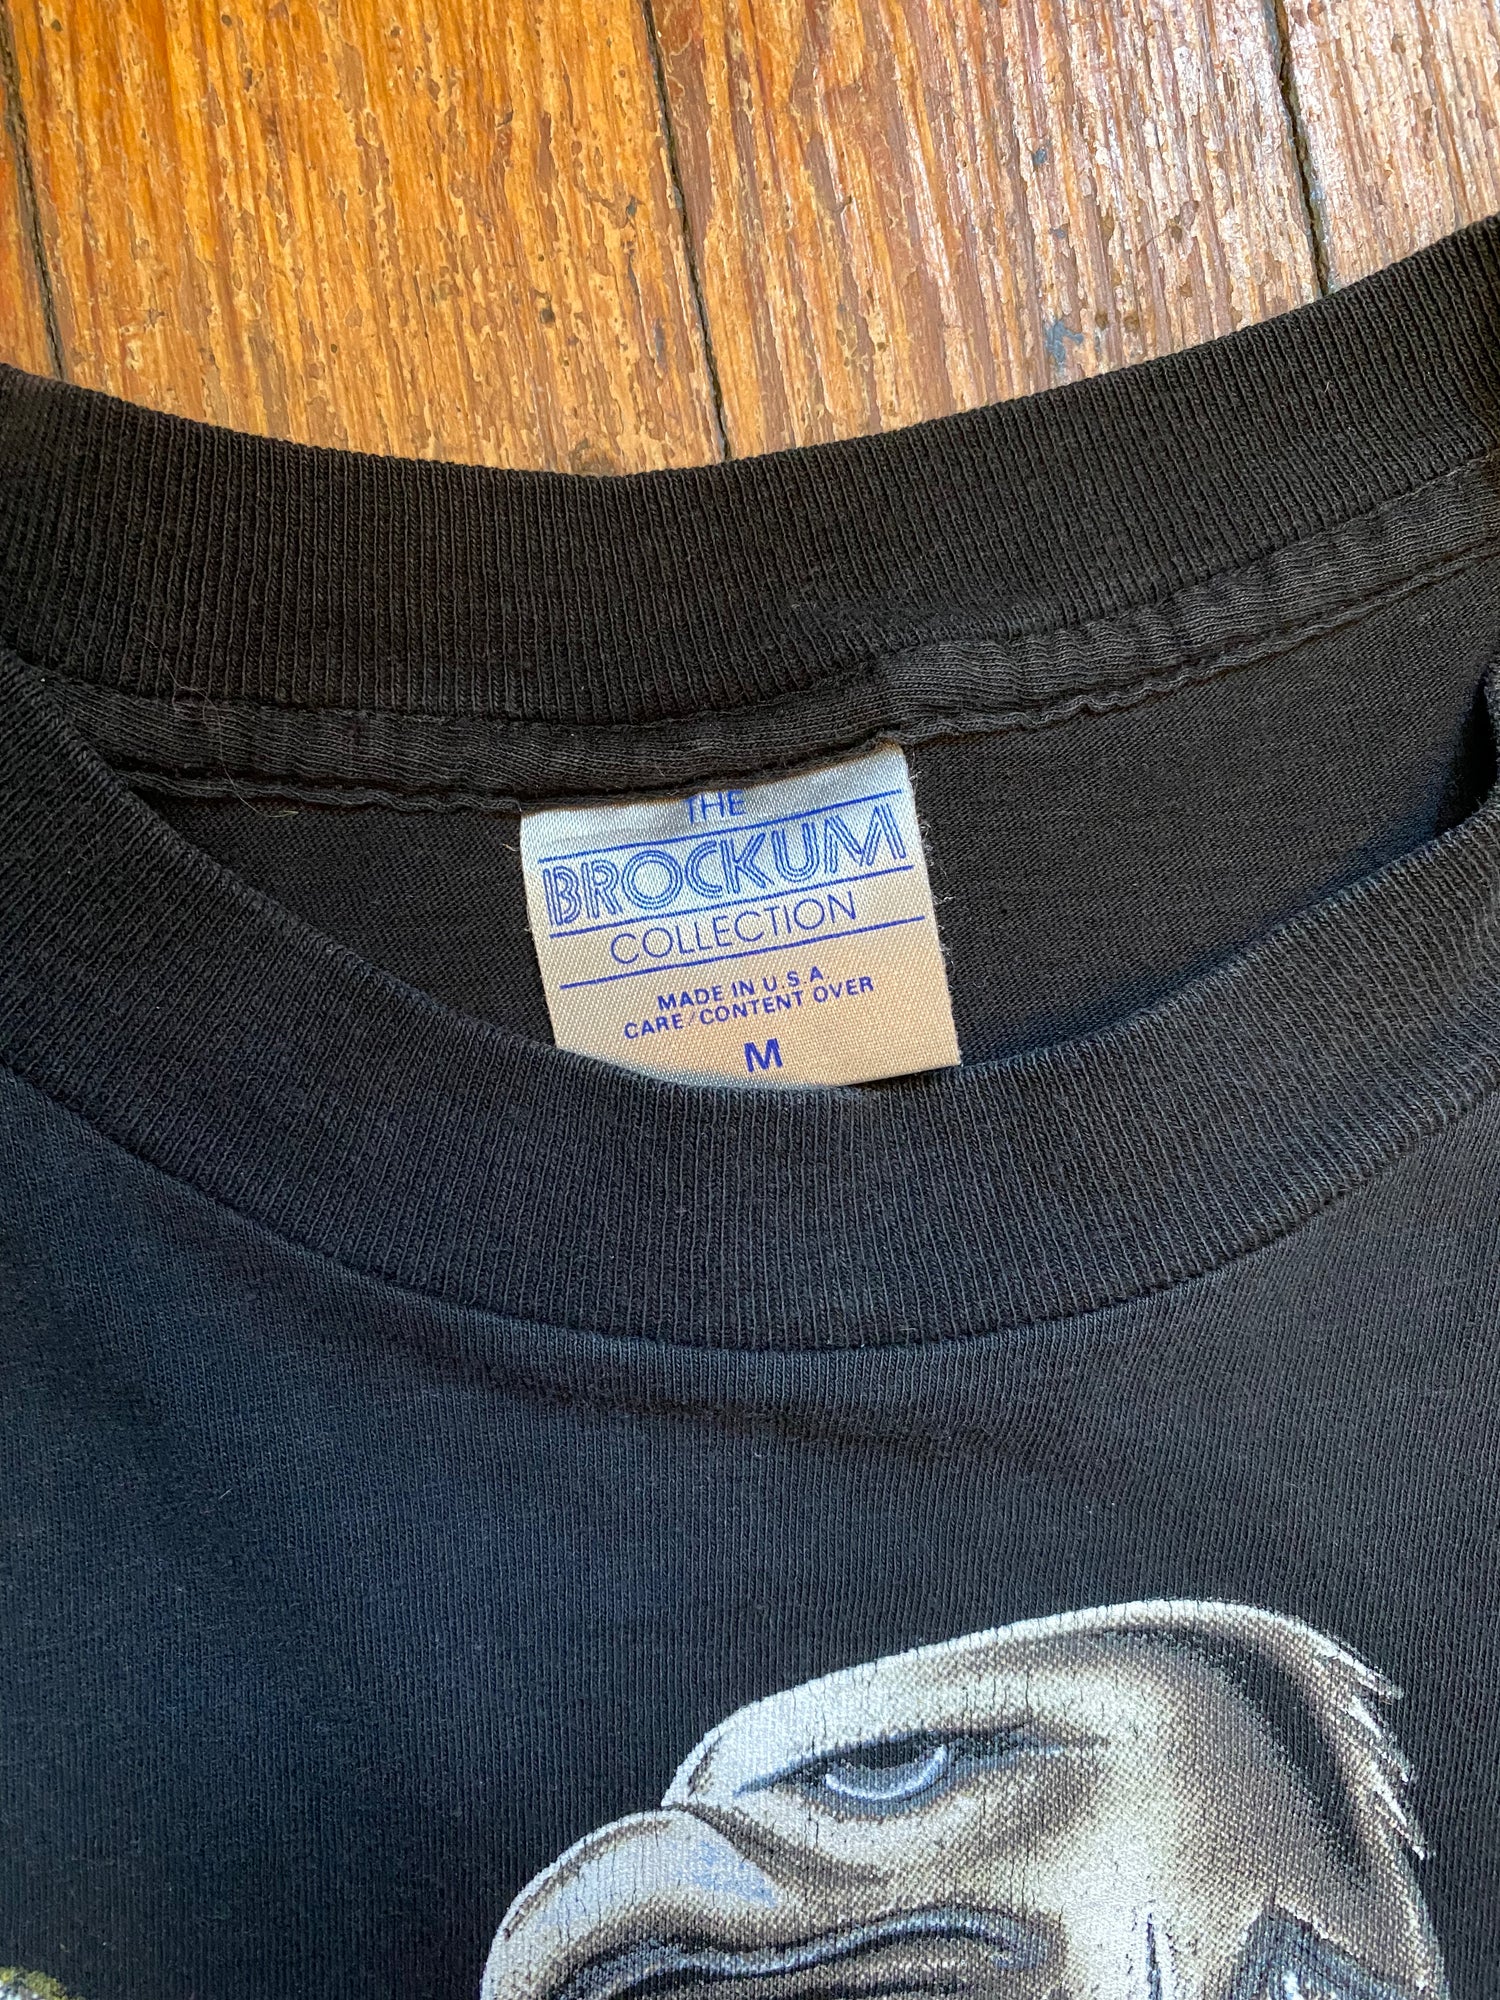 THE
BROCKUM
COLLECTION
MADE IN U.S.A.
CARE/CONTENT OVER
M